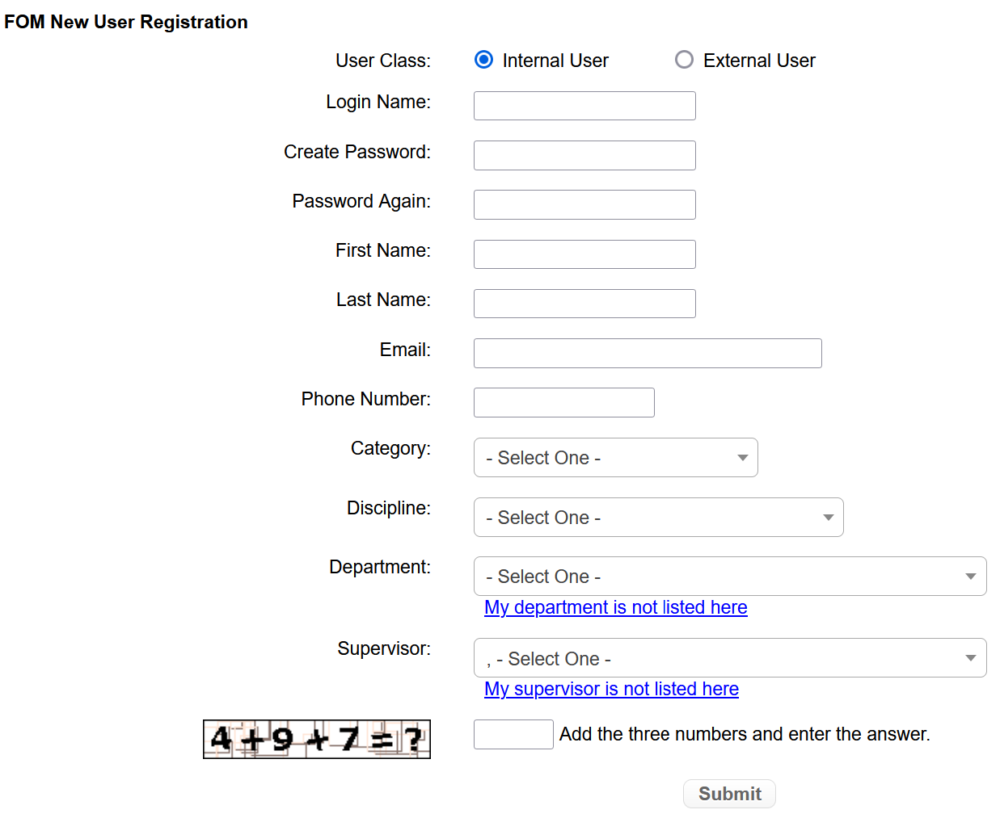 FOM New User Registration
User Class: Internal User External User
Login Name:
Create Password:
Password Again:
First Name:
Last Name:
Email:
Phone Number:
Category: - Select One -
Discipline: - Select One -
Department: - Select One -
My department is not listed here
Supervisor: , - Select One -
My supervisor is not listed here
4+9+7=? Add the three numbers and enter the answer.
Submit